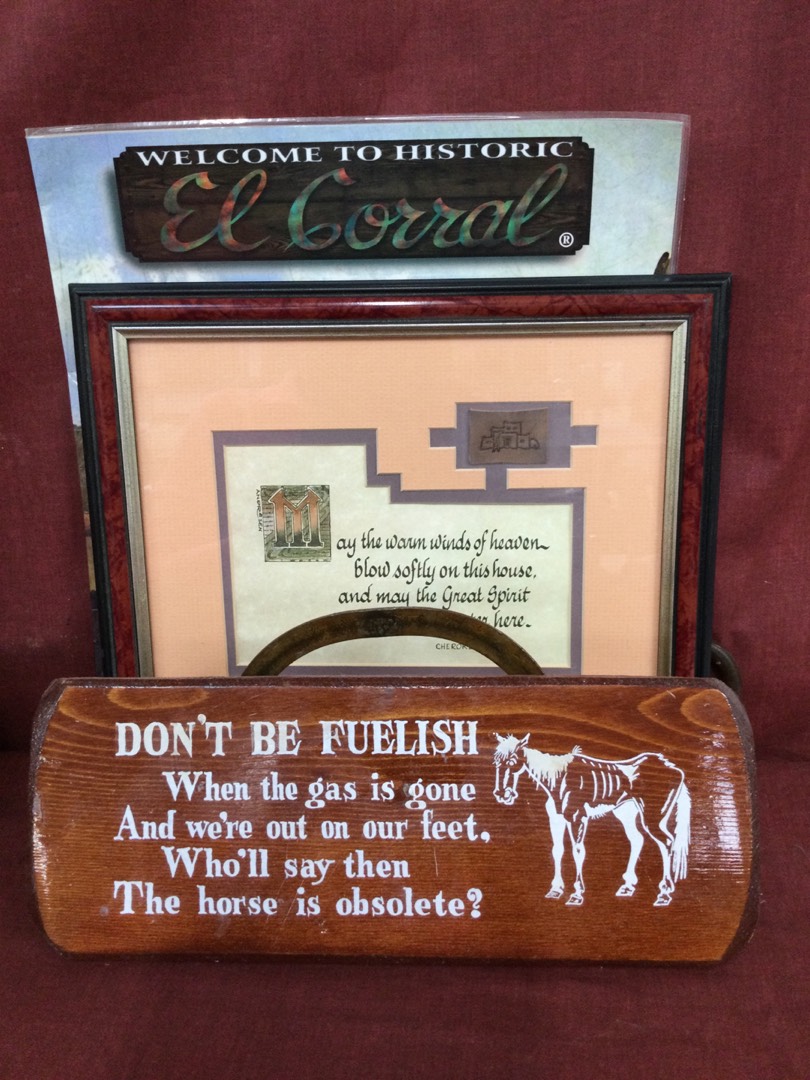 WELCOME TO HISTORIC
El Corral®
May the warm winds of heaven
blow softly on this house,
and may the Great Spirit
here.
DON'T BE FUELISH
When the gas is gone
And we're out on our feet,
Who'll say then
The horse is obsolete?